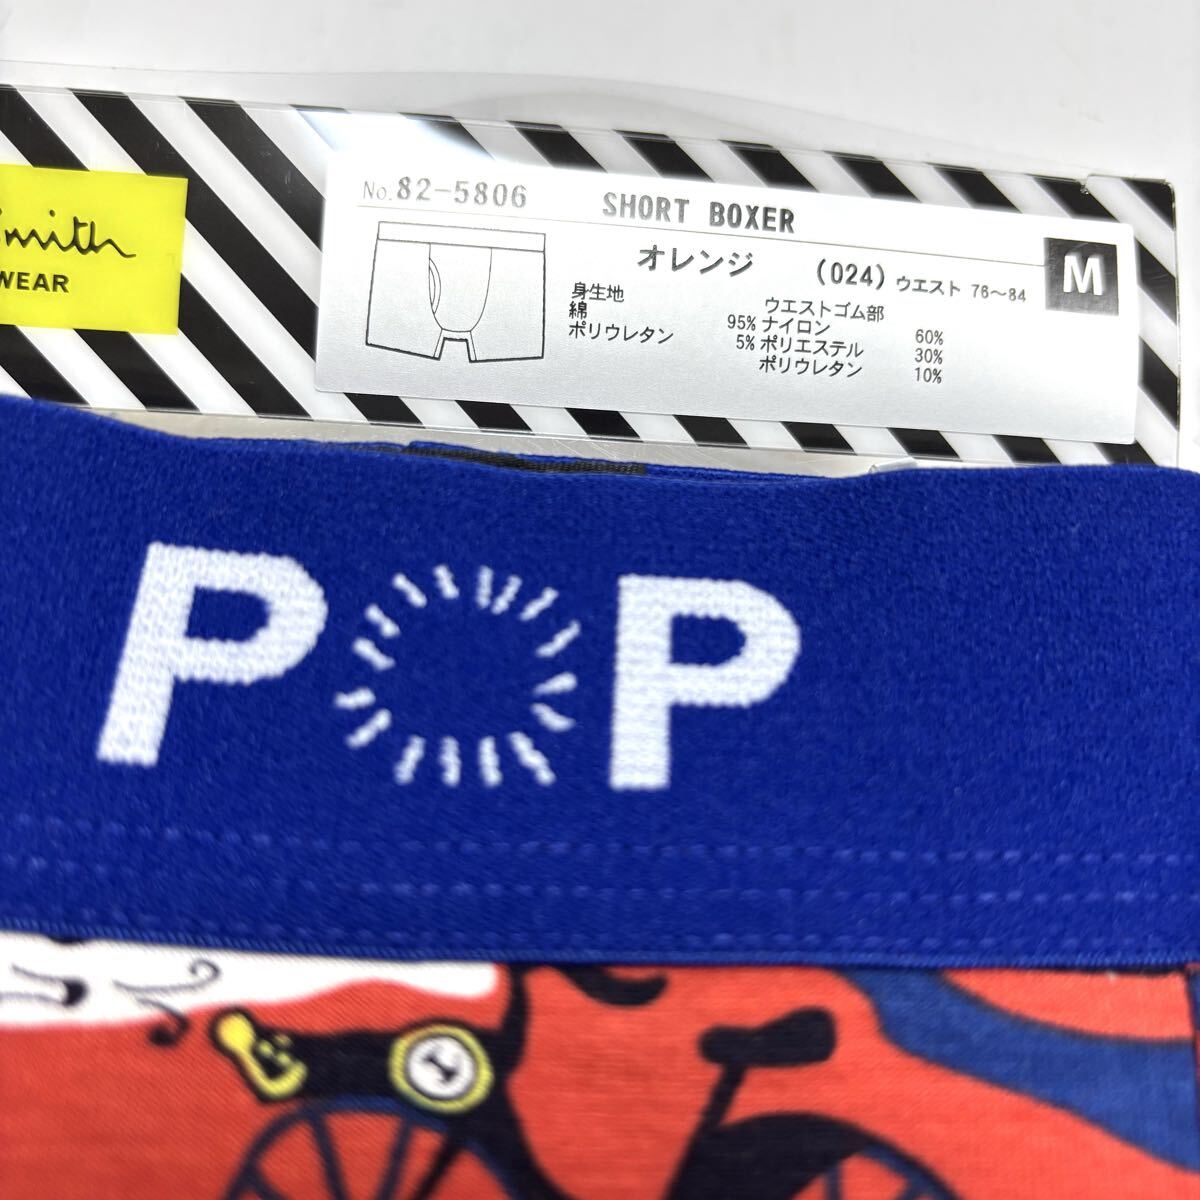 Smith
WEAR
No. 82-5806 SHORT BOXER
オレンジ (024) ウエスト 76～84 M
身生地
綿 95%
ポリウレタン 5%
ウエストゴム部
ナイロン 60%
ポリエステル 30%
ポリウレタン 10%
POP